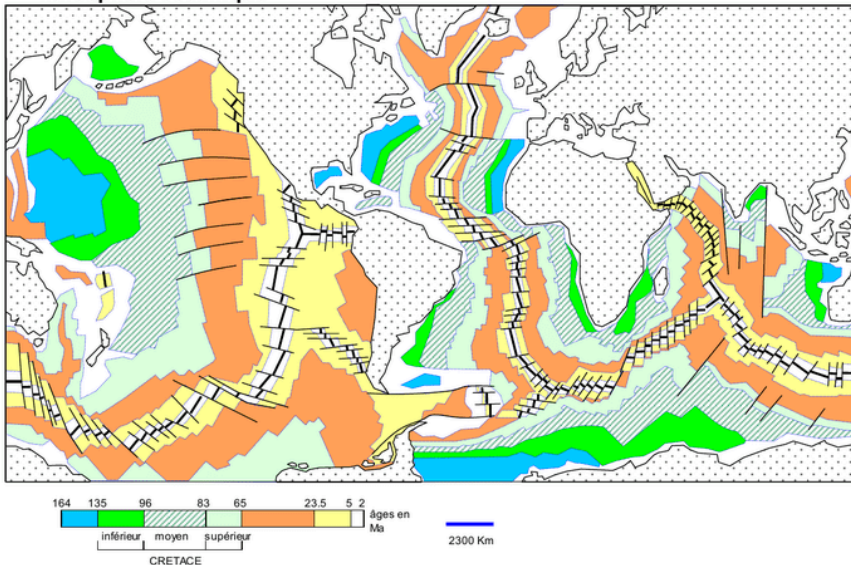 164 135 96 83 65 23.5 5 2
âges en
Ma
inférieur moyen supérieur
CRETACE
2300 Km